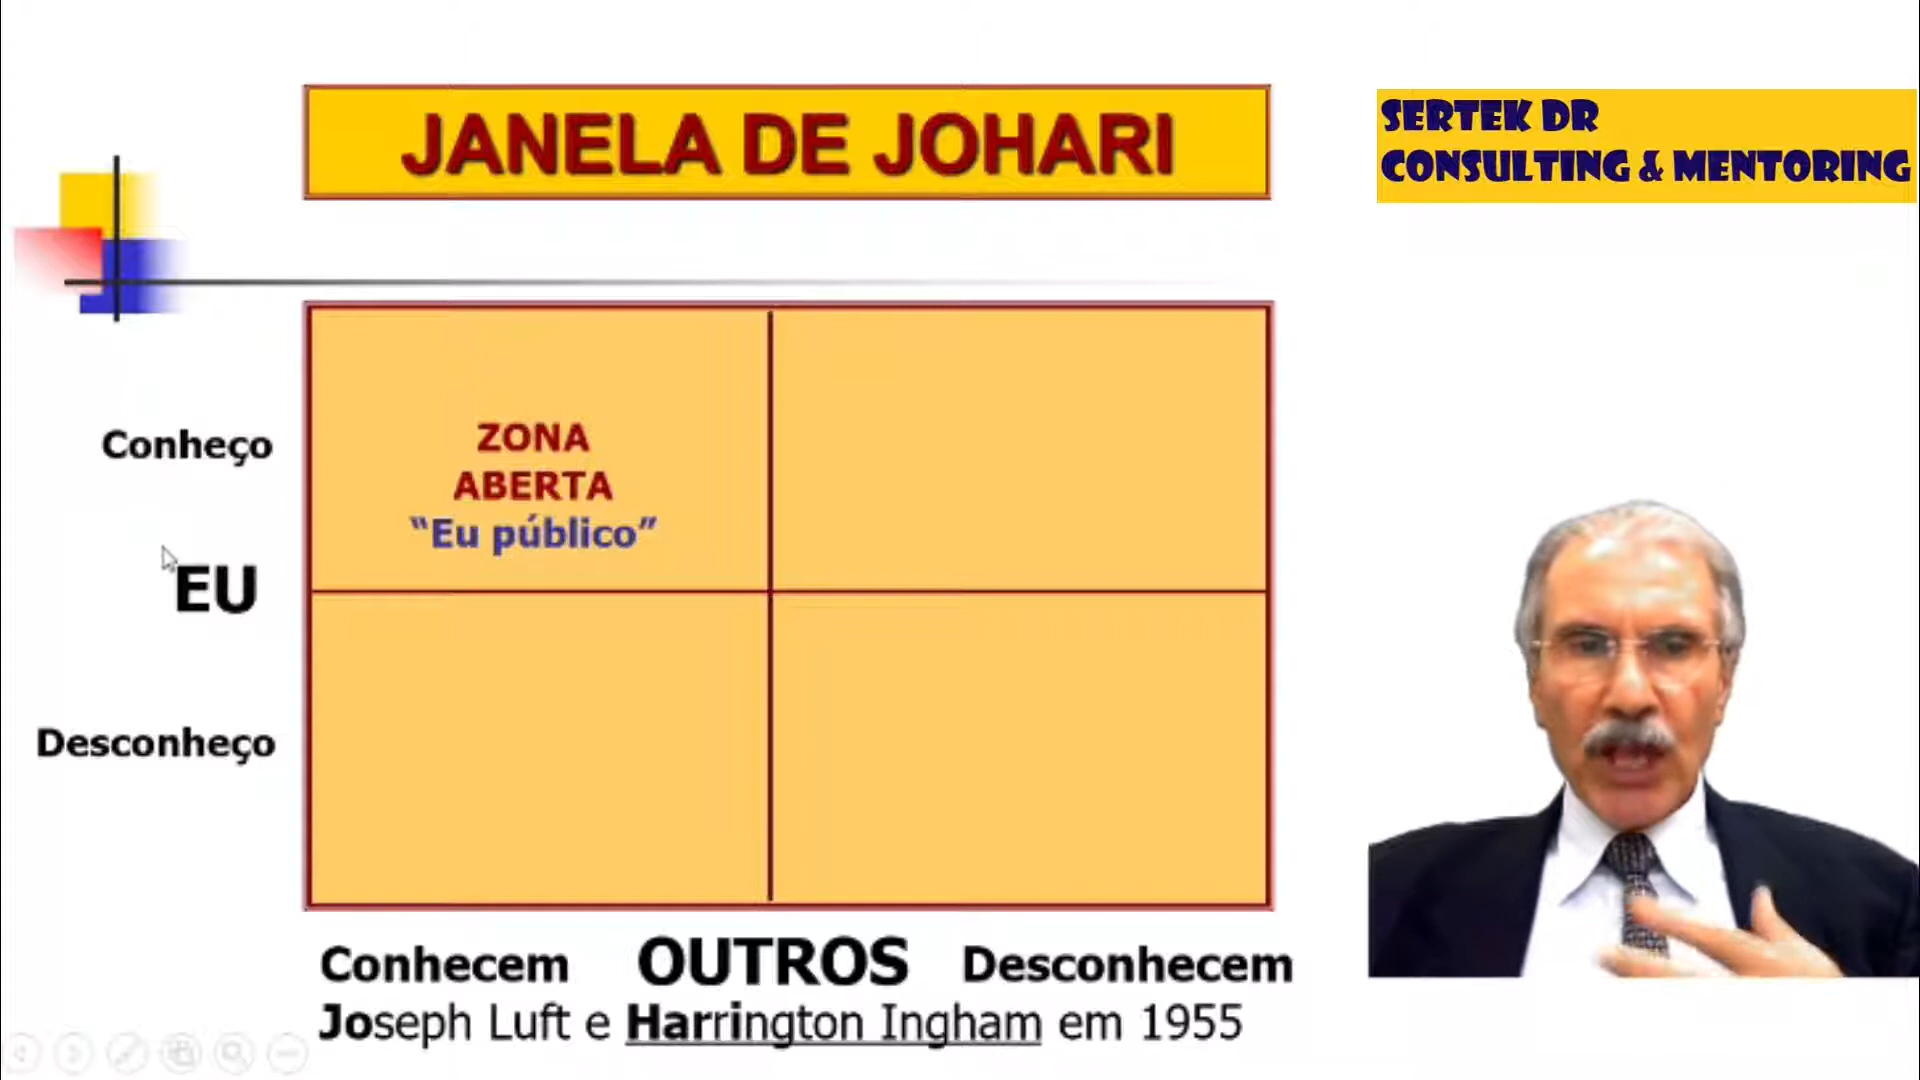 JANELA DE JOHARI
SERTEK DR
CONSULTING & MENTORING
Conheço
ZONA
ABERTA
“Eu público”
EU
Desconheço
Conhecem OUTROS Desconhecem
Joseph Luft e Harrington Ingham em 1955